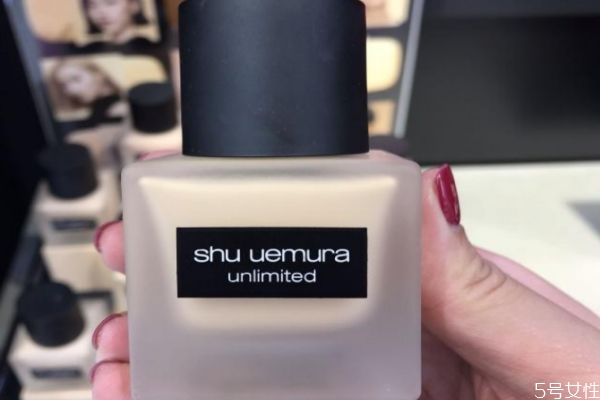 shu uemura
unlimited
5号女性